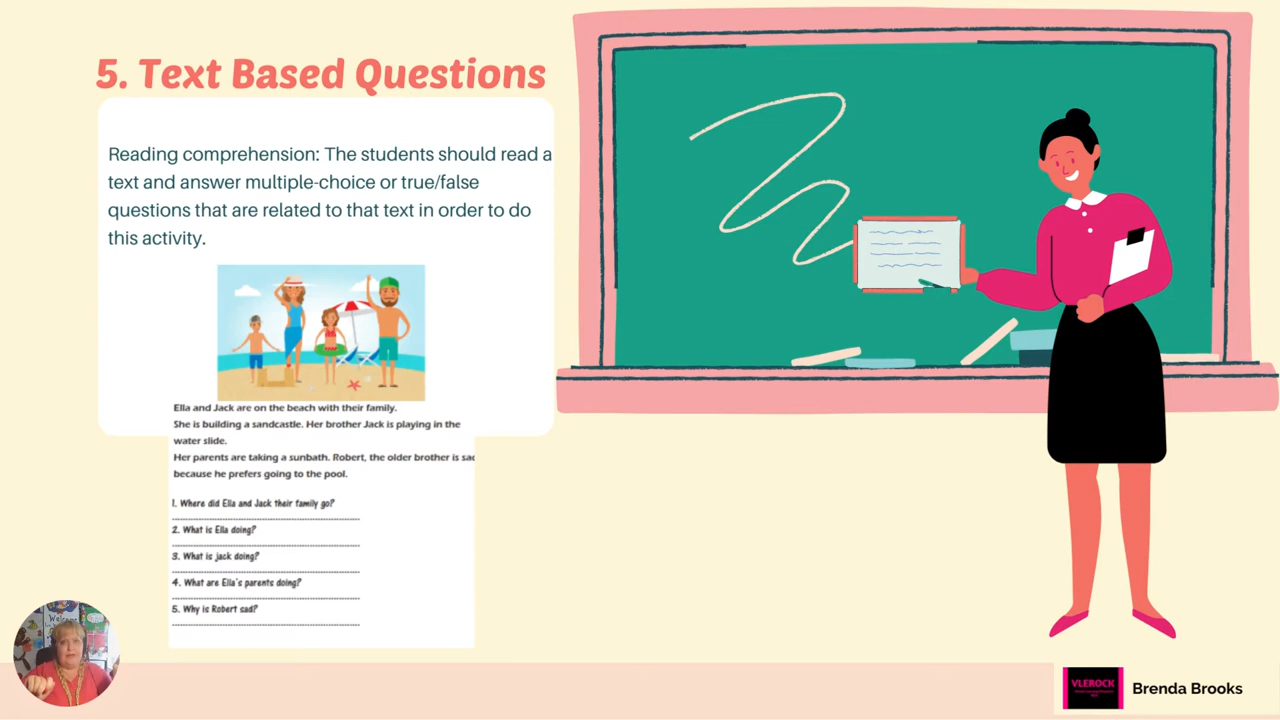 5. Text Based Questions
Reading comprehension: The students should read a
text and answer multiple-choice or true/false
questions that are related to that text in order to do
this activity.
Ella and Jack are on the beach with their family.
She is building a sandcastle. Her brother Jack is playing in the
water slide.
Her parents are taking a sunbath. Robert, the older brother is sad
because he prefers going to the pool.
1. Where did Ella and Jack their family go?
2. What is Ella doing?
3. What is jack doing?
4. What are Ella's parents doing?
5. Why is Robert sad?
Welcome
VLEROCK
Brenda Brooks